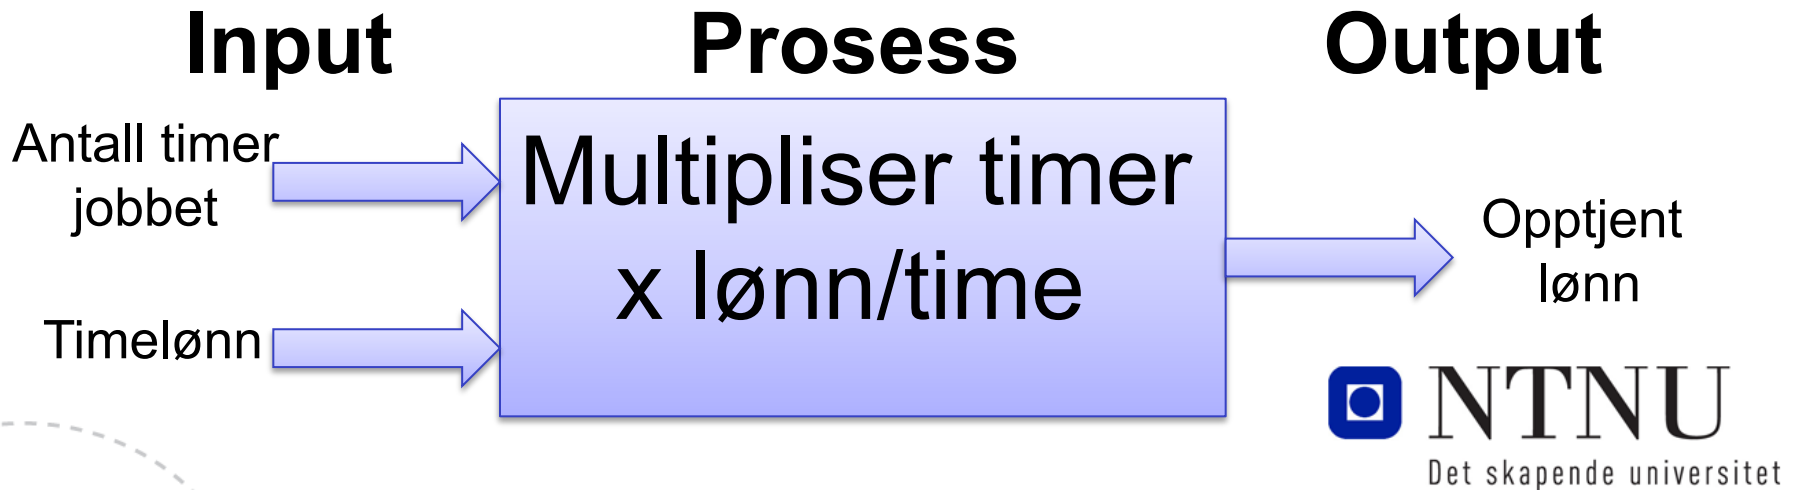 Input
Prosess
Output
Antall timer
jobbet
Timelønn
Multipliser timer
x lønn/time
Opptjent
lønn
NTNU
Det skapende universitet